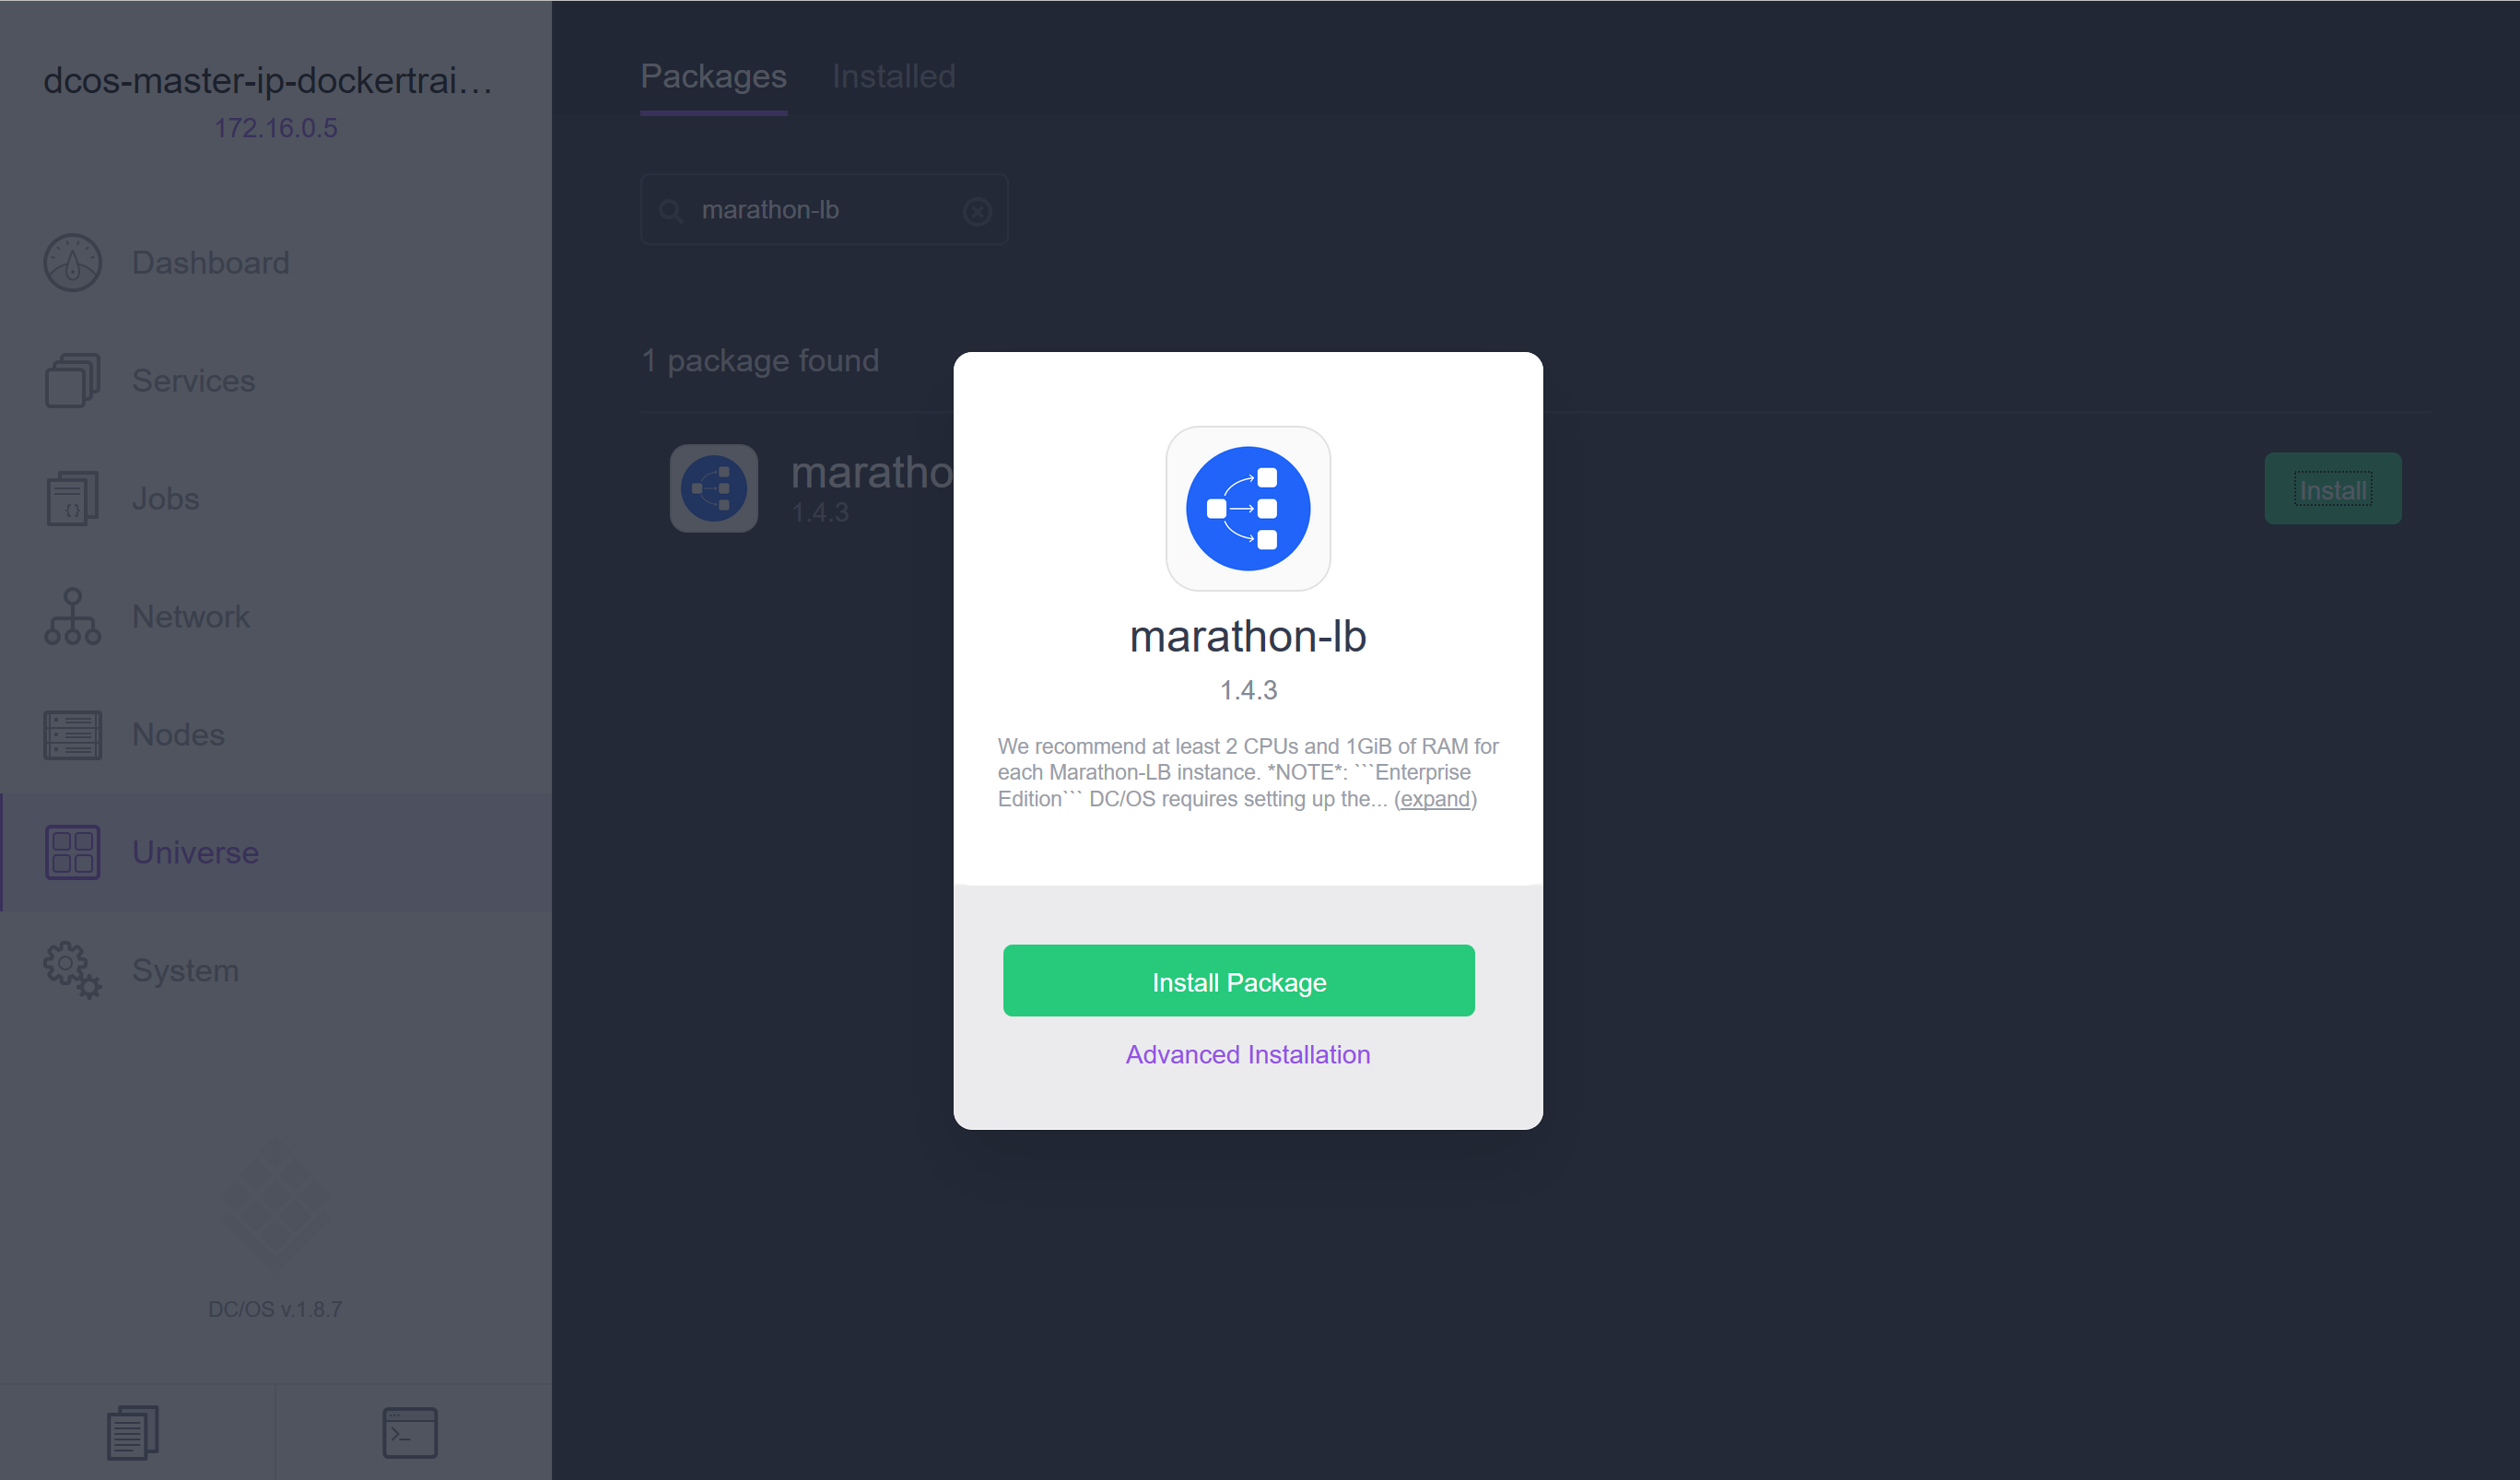 dcos-master-ip-dockertrai...
172.16.0.5
Dashboard
Services
Jobs
Network
Nodes
Universe
System
DC/OS v.1.8.7
Packages Installed
marathon-lb
1 package found
maratho
1.4.3
Install
marathon-lb
1.4.3
We recommend at least 2 CPUs and 1GiB of RAM for
each Marathon-LB instance. *NOTE*: ```Enterprise
Edition``` DC/OS requires setting up the... (expand)
Install Package
Advanced Installation